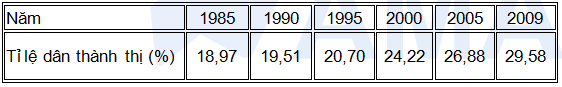 Năm 1985 1990 1995 2000 2005 2009
Tỉ lệ dân thành thị (%) 18,97 19,51 20,70 24,22 26,88 29,58